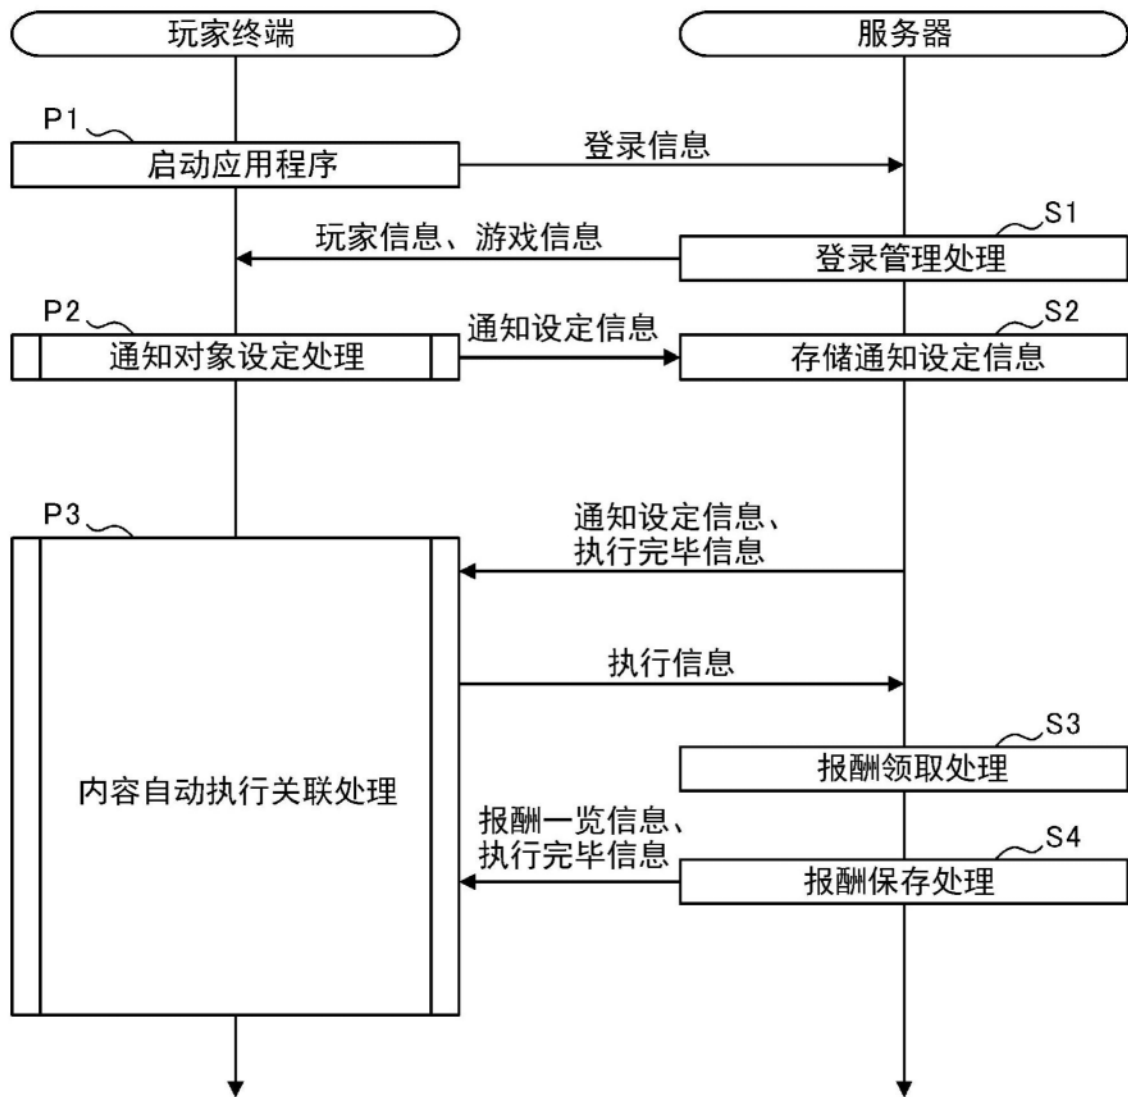 玩家终端
服务器
P1
启动应用程序
登录信息
S1
玩家信息、游戏信息
登录管理处理
P2
通知对象设定处理
通知设定信息
S2
存储通知设定信息
P3
通知设定信息、
执行完毕信息
执行信息
S3
报酬领取处理
内容自动执行关联处理
报酬一览信息、
执行完毕信息
S4
报酬保存处理